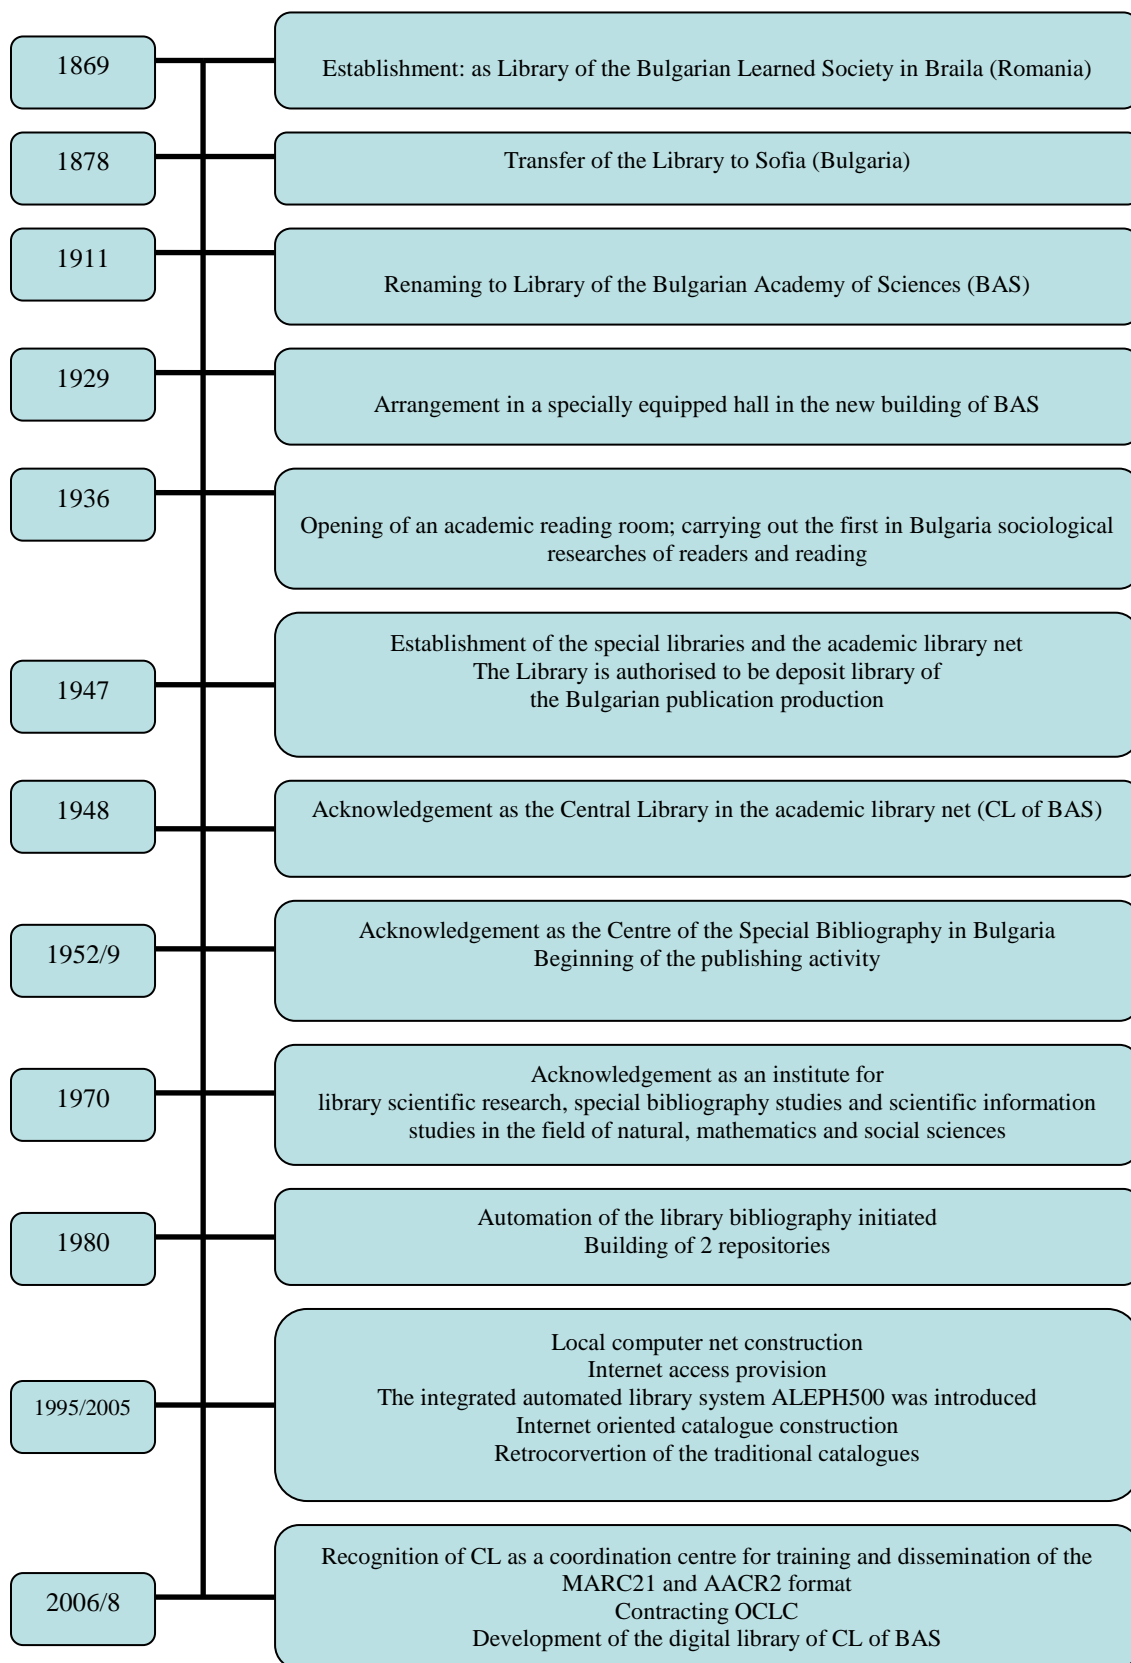 1869
Establishment: as Library of the Bulgarian Learned Society in Braila (Romania)
1878
Transfer of the Library to Sofia (Bulgaria)
1911
Renaming to Library of the Bulgarian Academy of Sciences (BAS)
1929
Arrangement in a specially equipped hall in the new building of BAS
1936
Opening of an academic reading room; carrying out the first in Bulgaria sociological
researches of readers and reading
1947
Establishment of the special libraries and the academic library net
The Library is authorised to be deposit library of
the Bulgarian publication production
1948
Acknowledgement as the Central Library in the academic library net (CL of BAS)
1952/9
Acknowledgement as the Centre of the Special Bibliography in Bulgaria
Beginning of the publishing activity
1970
Acknowledgement as an institute for
library scientific research, special bibliography studies and scientific information
studies in the field of natural, mathematics and social sciences
1980
Automation of the library bibliography initiated
Building of 2 repositories
1995/2005
Local computer net construction
Internet access provision
The integrated automated library system ALEPH500 was introduced
Internet oriented catalogue construction
Retrocorvertion of the traditional catalogues
2006/8
Recognition of CL as a coordination centre for training and dissemination of the
MARC21 and AACR2 format
Contracting OCLC
Development of the digital library of CL of BAS